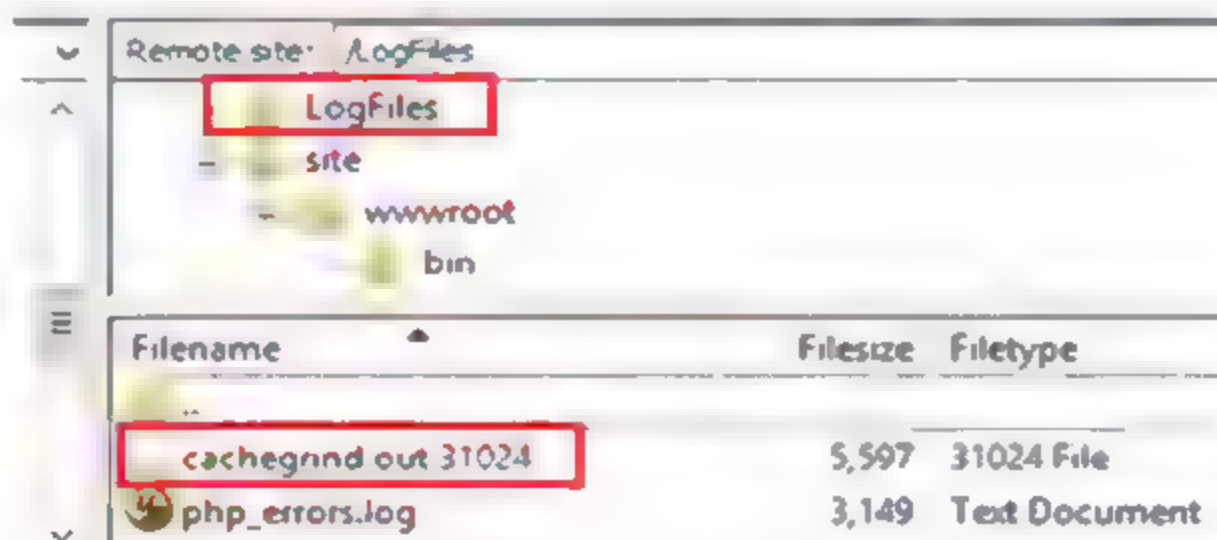 Remote site: /LogFiles
LogFiles
site
wwwroot
bin
Filename Filesize Filetype
..
cachegrind out 31024 5,597 31024 File
php_errors.log 3,149 Text Document